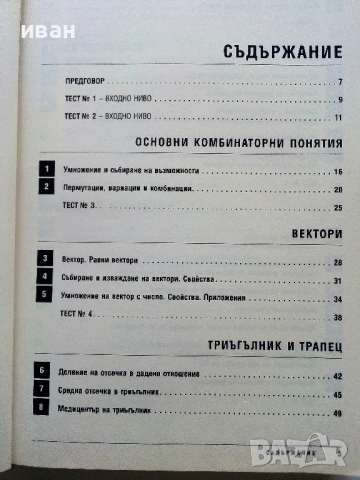 иван
СЪДЪРЖАНИЕ
ПРЕДГОВОР 7
ТЕСТ № 1 – ВХОДНО НИВО 9
ТЕСТ № 2 – ВХОДНО НИВО 11
ОСНОВНИ КОМБИНАТОРНИ ПОНЯТИЯ
1 Умножение и събиране на възможности 16
2 Пермутации, вариации и комбинации 20
ТЕСТ № 3 25
ВЕКТОРИ
3 Вектор. Равни вектори 28
4 Събиране и изваждане на вектори. Свойства 31
5 Умножение на вектор с число. Свойства. Приложения 34
ТЕСТ № 4 38
ТРИЪГЪЛНИК И ТРАПЕЦ
6 Деление на отсечка в дадено отношение 42
7 Средна отсечка в триъгълник 45
8 Медицентър на триъгълник 49
СЪДЪРЖАНИЕ
Bazar.bg